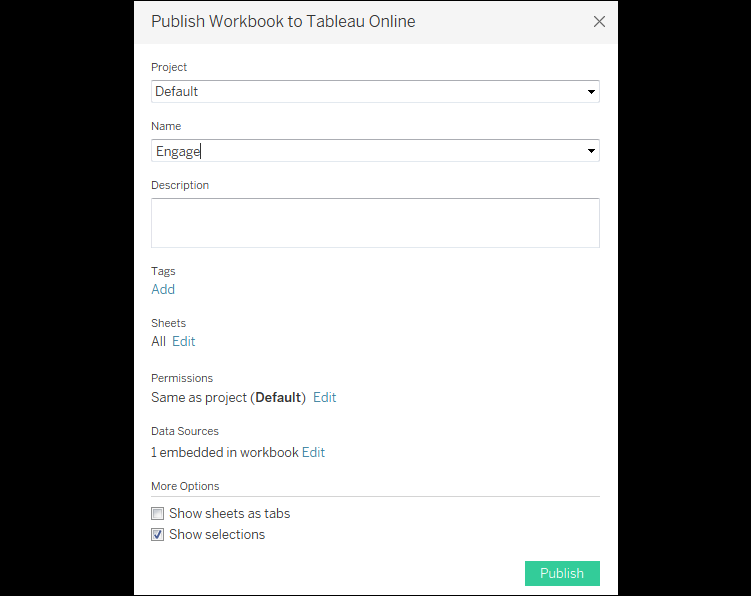 Publish Workbook to Tableau Online
Project
Default
Name
Engage
Description
Tags
Add
Sheets
All Edit
Permissions
Same as project (Default) Edit
Data Sources
1 embedded in workbook Edit
More Options
Show sheets as tabs
Show selections
Publish